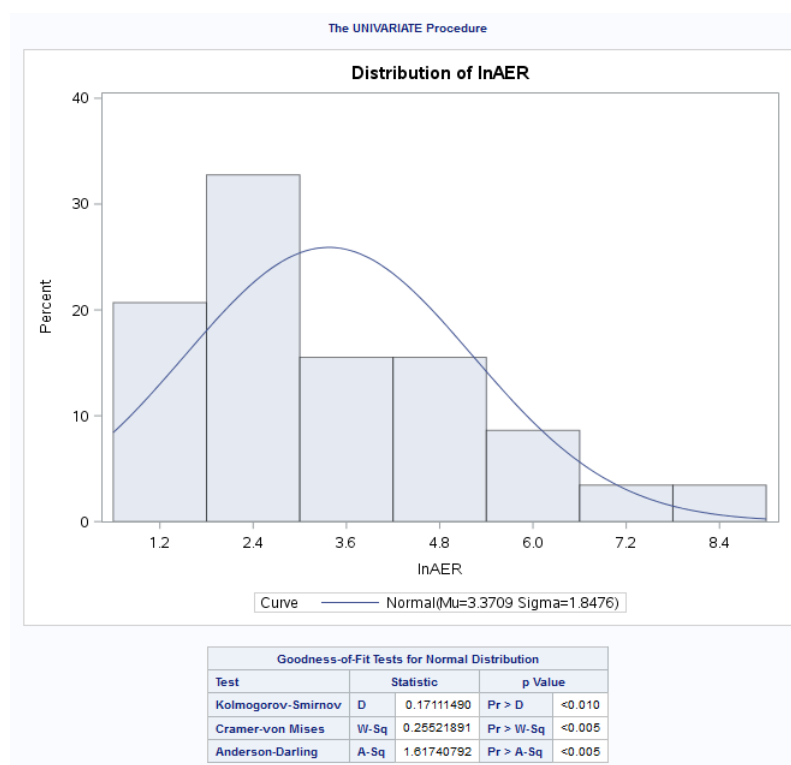 The UNIVARIATE Procedure
Distribution of lnAER
40
30
20
10
0
Percent
1.2 2.4 3.6 4.8 6.0 7.2 8.4
lnAER
Curve Normal(Mu=3.3709 Sigma=1.8476)
Goodness-of-Fit Tests for Normal Distribution
Test Statistic p Value
Kolmogorov-Smirnov D 0.17111490 Pr > D <0.010
Cramer-von Mises W-Sq 0.25521891 Pr > W-Sq <0.005
Anderson-Darling A-Sq 1.61740792 Pr > A-Sq <0.005